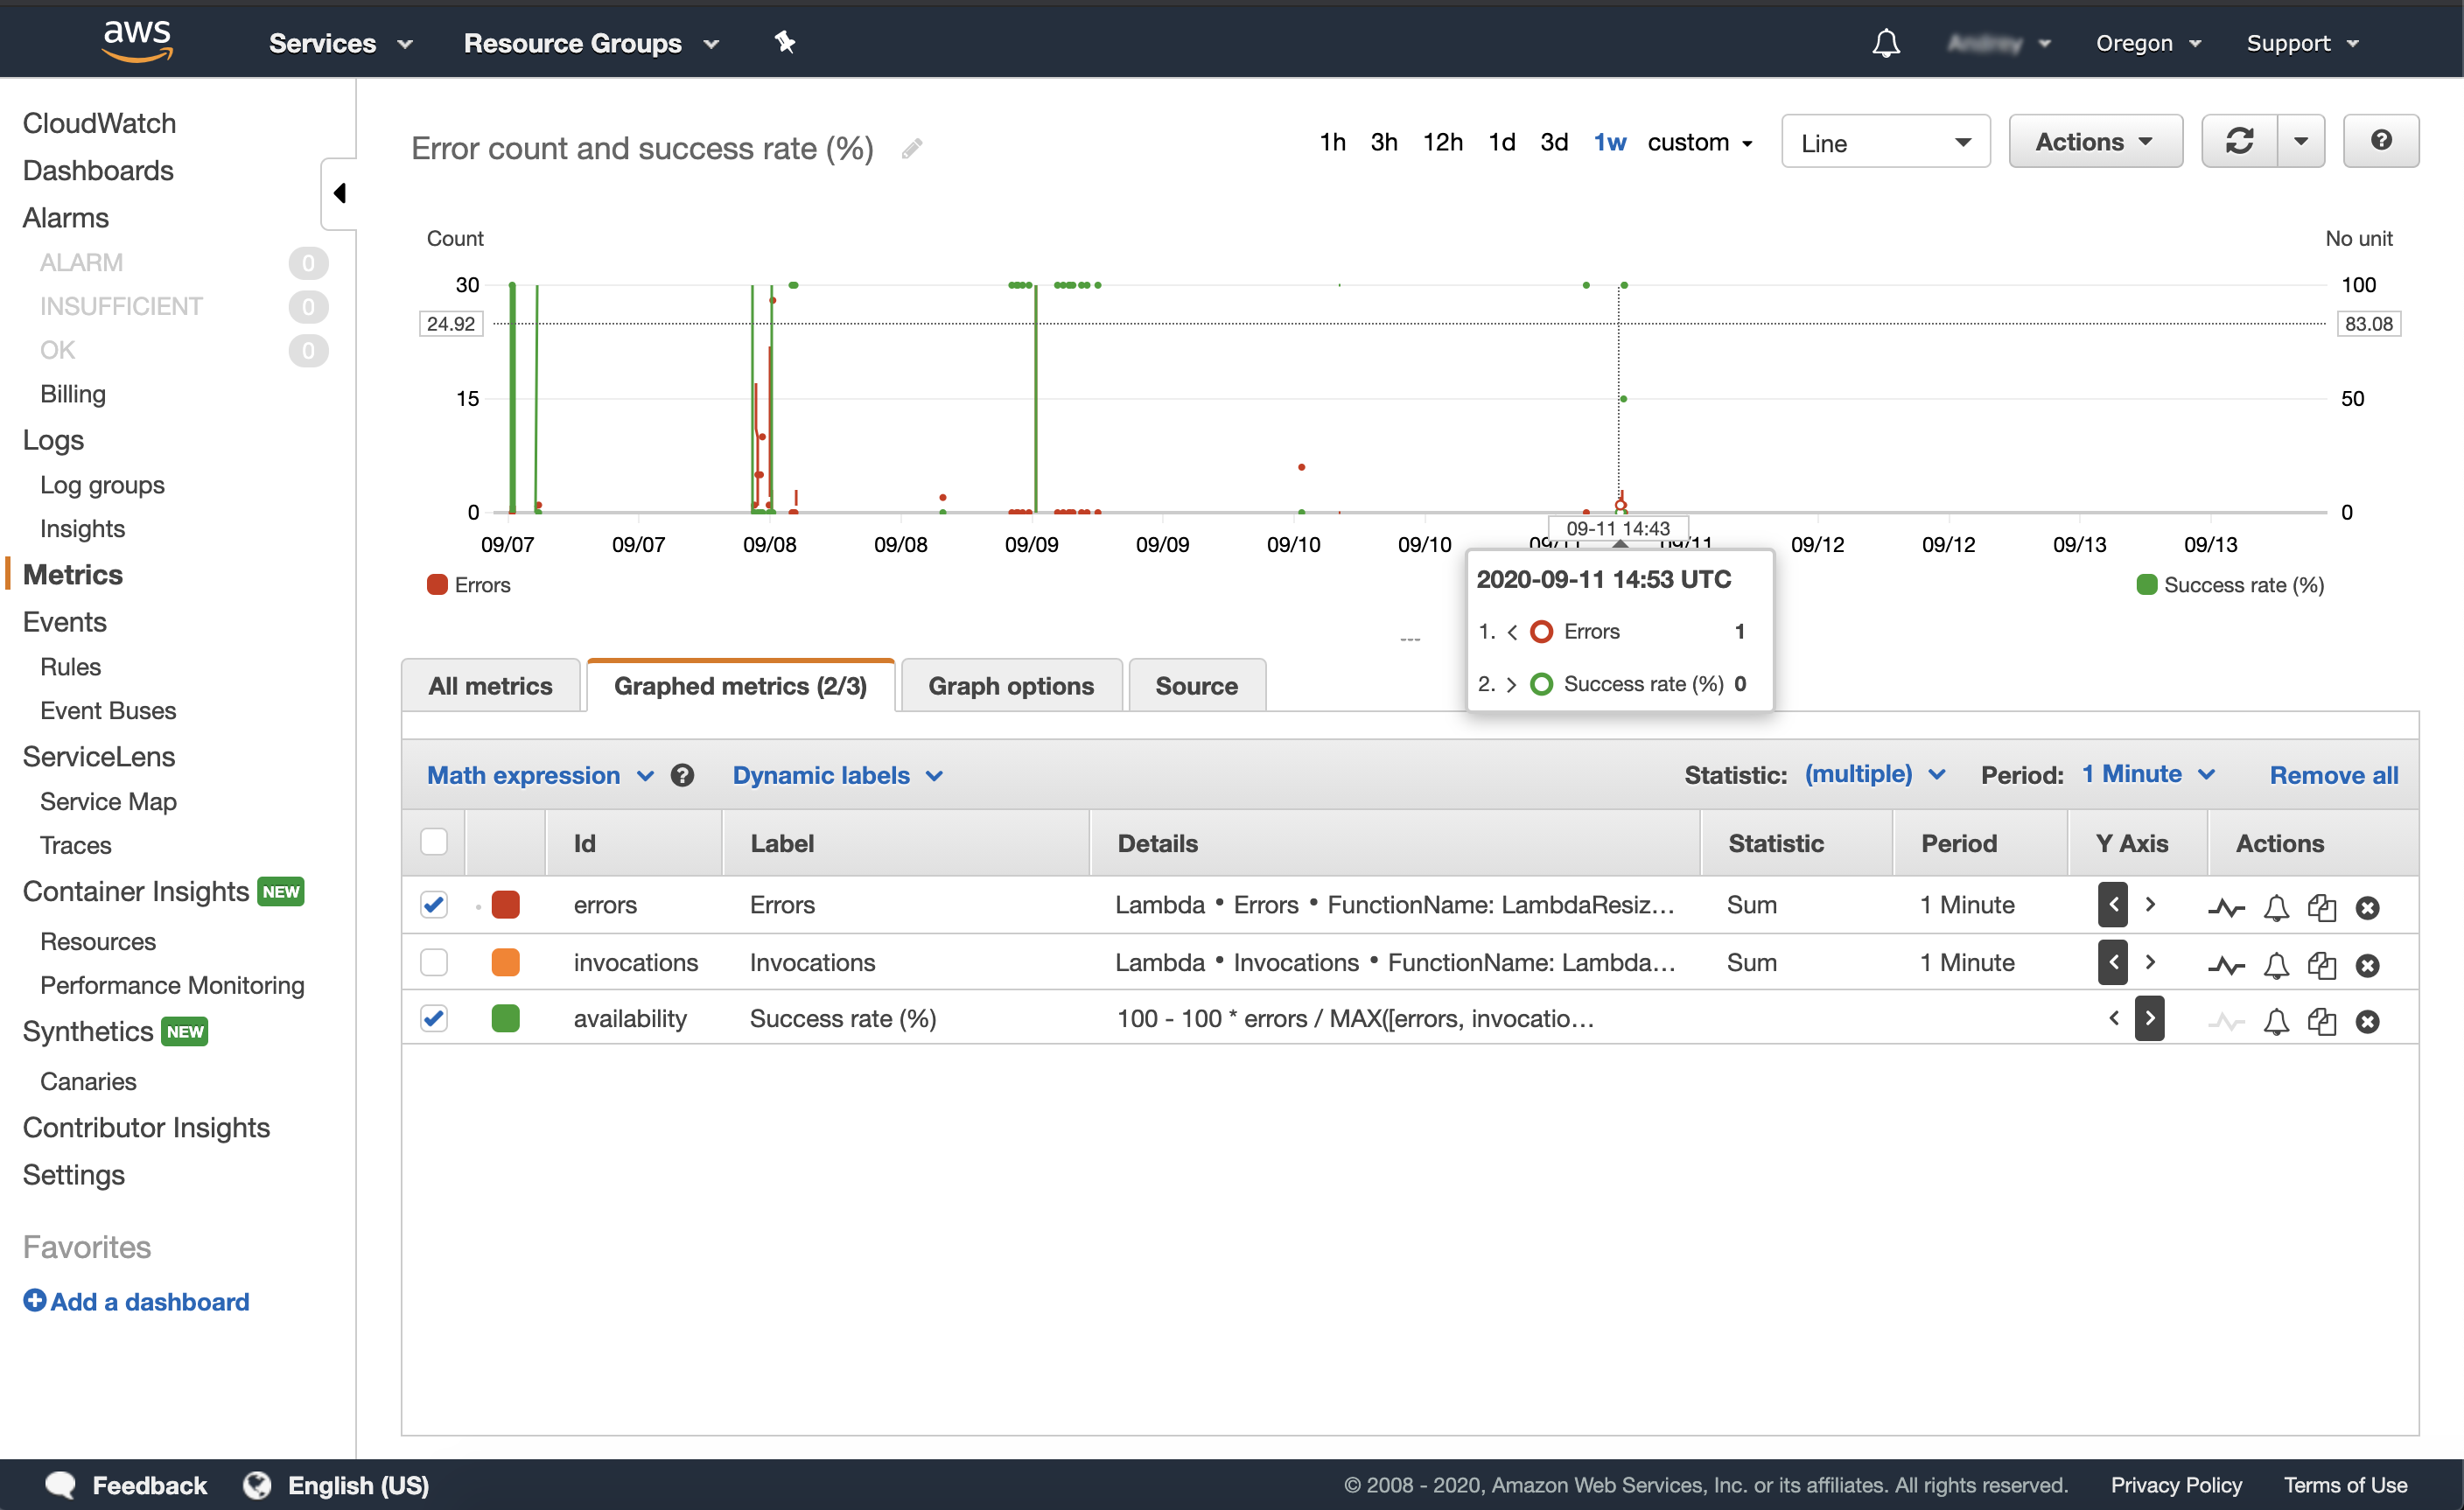 aws Services Resource Groups Oregon Support
CloudWatch
Dashboards
Alarms
ALARM 0
INSUFFICIENT 0
OK 0
Billing
Logs
Log groups
Insights
Metrics
Events
Rules
Event Buses
ServiceLens
Service Map
Traces
Container Insights NEW
Resources
Performance Monitoring
Synthetics NEW
Canaries
Contributor Insights
Settings
Favorites
Add a dashboard
Error count and success rate (%)
1h 3h 12h 1d 3d 1w custom Line Actions ?
Count No unit
30 100
24.92 83.08
15 50
0 0
09-11 14:43
09/07 09/07 09/08 09/08 09/09 09/09 09/10 09/10 09/11 09/11 09/12 09/12 09/13 09/13
Errors Success rate (%)
2020-09-11 14:53 UTC
1. < Errors 1
2. > Success rate (%) 0
All metrics Graphed metrics (2/3) Graph options Source
Math expression ? Dynamic labels Statistic: (multiple) Period: 1 Minute Remove all
Id Label Details Statistic Period Y Axis Actions
errors Errors Lambda • Errors • FunctionName: LambdaResiz... Sum 1 Minute < >
invocations Invocations Lambda • Invocations • FunctionName: Lambda... Sum 1 Minute < >
availability Success rate (%) 100 - 100 * errors / MAX([errors, invocatio... < >
Feedback English (US) © 2008 - 2020, Amazon Web Services, Inc. or its affiliates. All rights reserved. Privacy Policy Terms of Use